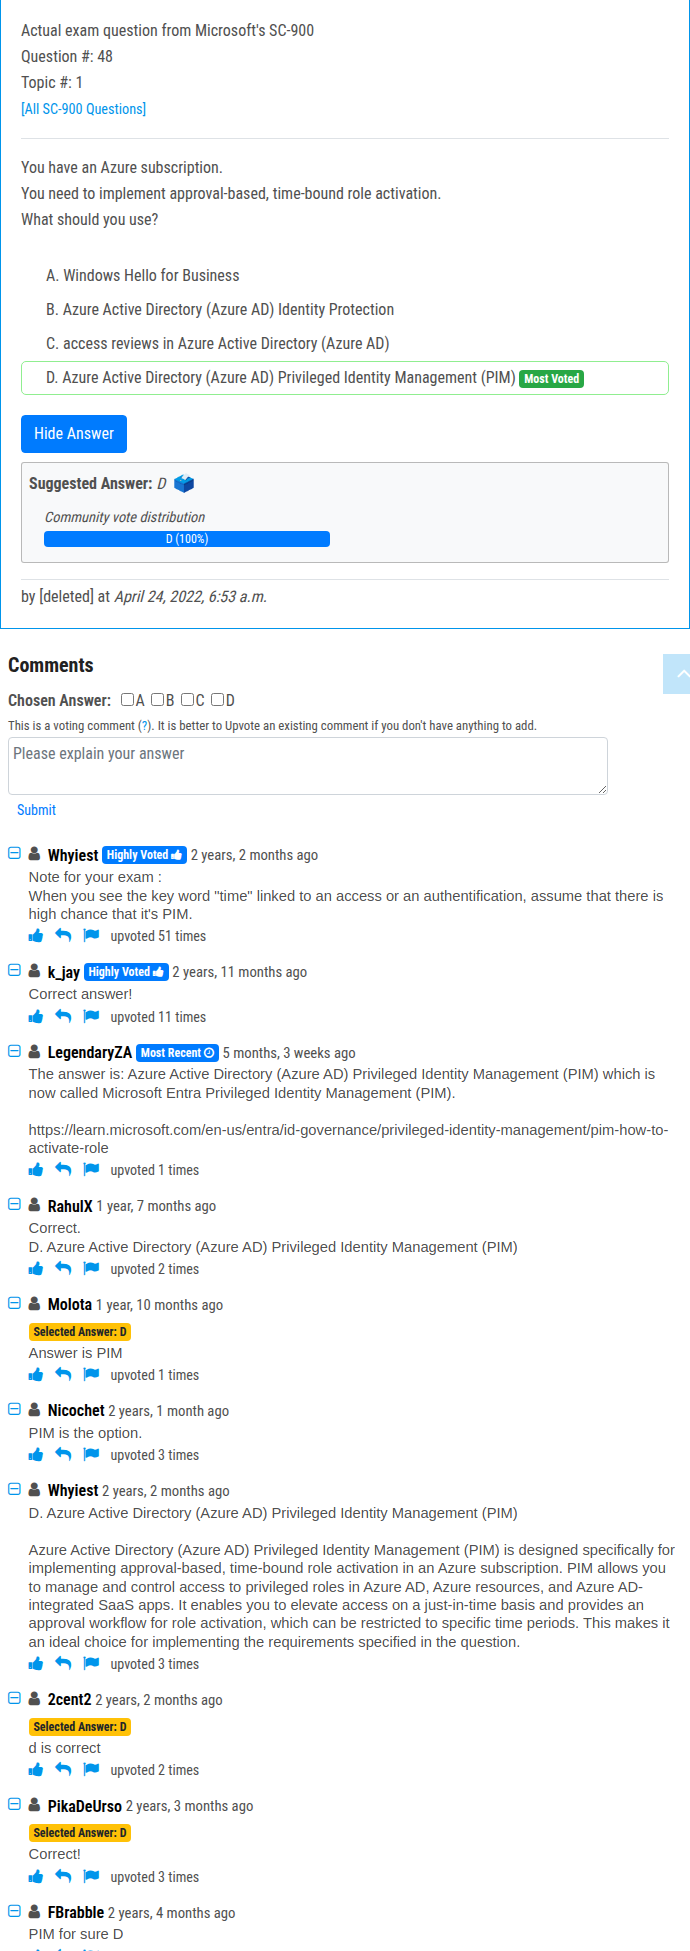 Actual exam question from Microsoft's SC-900
Question #: 48
Topic #: 1
[All SC-900 Questions]
You have an Azure subscription.
You need to implement approval-based, time-bound role activation.
What should you use?
A. Windows Hello for Business
B. Azure Active Directory (Azure AD) Identity Protection
C. access reviews in Azure Active Directory (Azure AD)
D. Azure Active Directory (Azure AD) Privileged Identity Management (PIM) Most Voted
Hide Answer
Suggested Answer: D
Community vote distribution
D (100%)
by [deleted] at April 24, 2022, 6:53 a.m.
Comments
Chosen Answer: A B C D
This is a voting comment (?). It is better to Upvote an existing comment if you don't have anything to add.
Please explain your answer
Submit
Whyiest Highly Voted 2 years, 2 months ago
Note for your exam :
When you see the key word "time" linked to an access or an authentification, assume that there is
high chance that it's PIM.
upvoted 51 times
k_jay Highly Voted 2 years, 11 months ago
Correct answer!
upvoted 11 times
LegendaryZA Most Recent 5 months, 3 weeks ago
The answer is: Azure Active Directory (Azure AD) Privileged Identity Management (PIM) which is
now called Microsoft Entra Privileged Identity Management (PIM).
https://learn.microsoft.com/en-us/entra/id-governance/privileged-identity-management/pim-how-to-
activate-role
upvoted 1 times
RahulX 1 year, 7 months ago
Correct.
D. Azure Active Directory (Azure AD) Privileged Identity Management (PIM)
upvoted 2 times
Molota 1 year, 10 months ago
Selected Answer: D
Answer is PIM
upvoted 1 times
Nicochet 2 years, 1 month ago
PIM is the option.
upvoted 3 times
Whyiest 2 years, 2 months ago
D. Azure Active Directory (Azure AD) Privileged Identity Management (PIM)
Azure Active Directory (Azure AD) Privileged Identity Management (PIM) is designed specifically for
implementing approval-based, time-bound role activation in an Azure subscription. PIM allows you
to manage and control access to privileged roles in Azure AD, Azure resources, and Azure AD-
integrated SaaS apps. It enables you to elevate access on a just-in-time basis and provides an
approval workflow for role activation, which can be restricted to specific time periods. This makes it
an ideal choice for implementing the requirements specified in the question.
upvoted 3 times
2cent2 2 years, 2 months ago
Selected Answer: D
d is correct
upvoted 2 times
PikaDeUrso 2 years, 3 months ago
Selected Answer: D
Correct!
upvoted 3 times
FBrabble 2 years, 4 months ago
PIM for sure D